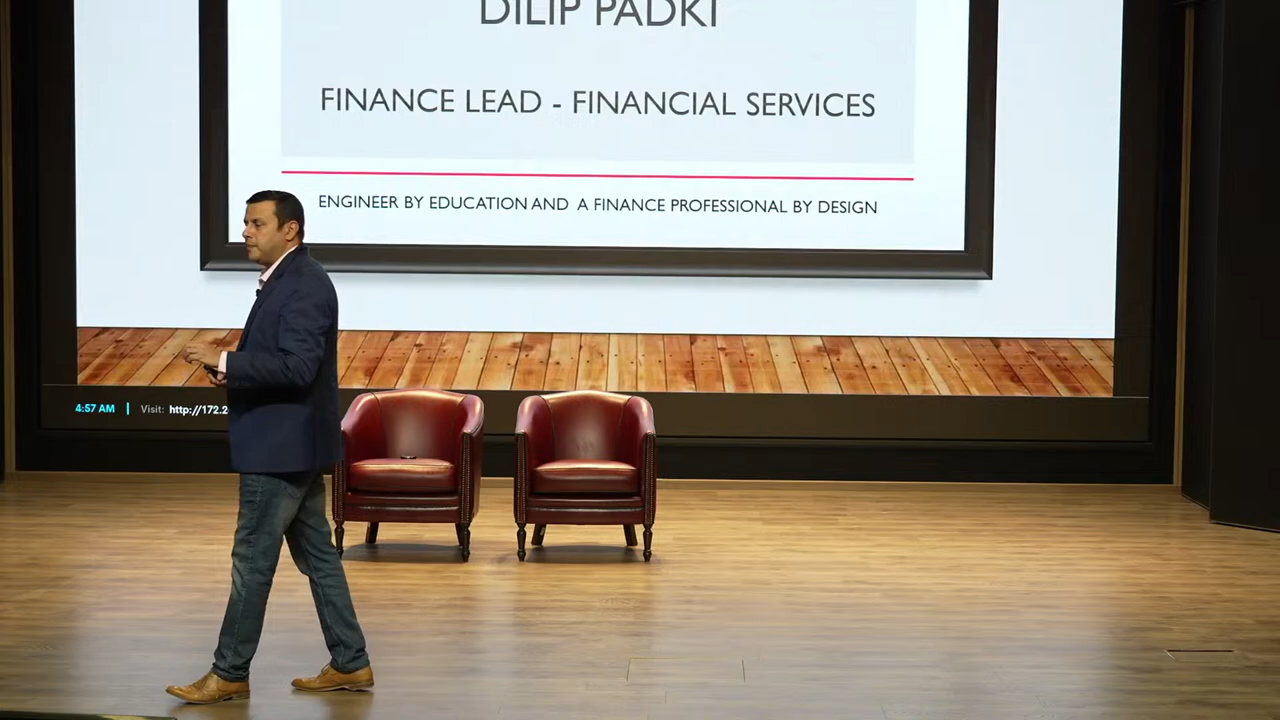 DILIP PADKI
FINANCE LEAD - FINANCIAL SERVICES
ENGINEER BY EDUCATION AND A FINANCE PROFESSIONAL BY DESIGN
4:57 AM | Visit: http://172.2